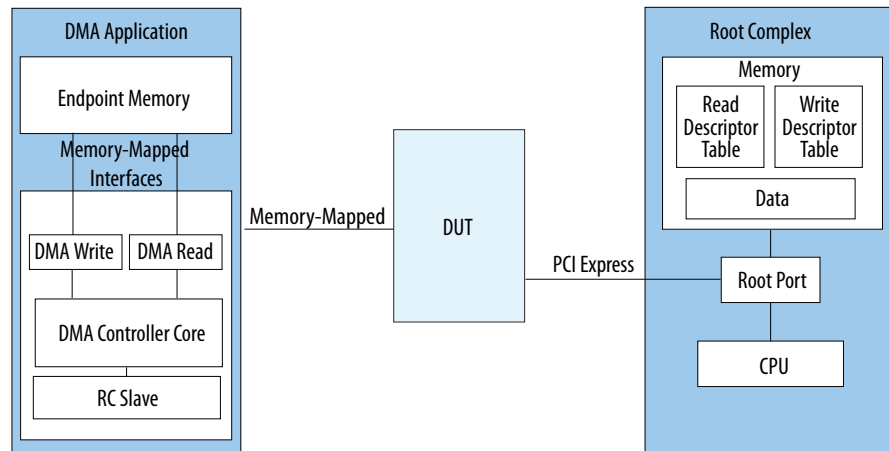 DMA Application
Endpoint Memory
Memory-Mapped
Interfaces
DMA Write
DMA Read
DMA Controller Core
RC Slave
Memory-Mapped
DUT
PCI Express
Root Complex
Memory
Read
Descriptor
Table
Write
Descriptor
Table
Data
Root Port
CPU